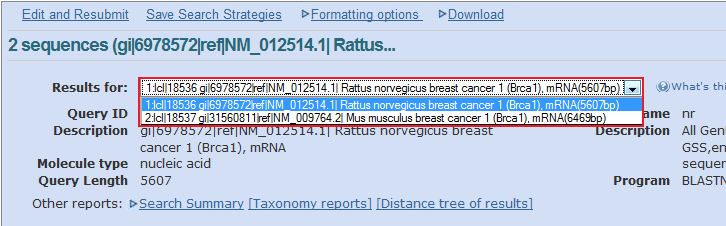 Edit and Resubmit Save Search Strategies Formatting options Download
2 sequences (gi|6978572|ref|NM_012514.1| Rattus...
Results for: 1:lcl|18536 gi|6978572|ref|NM_012514.1| Rattus norvegicus breast cancer 1 (Brca1), mRNA(5607bp) What's thi
1:lcl|18536 gi|6978572|ref|NM_012514.1| Rattus norvegicus breast cancer 1 (Brca1), mRNA(5607bp)
Query ID 2:lcl|18537 gi|31560811|ref|NM_009764.2| Mus musculus breast cancer 1 (Brca1), mRNA(6469bp) ame nr
Description gi|6978572|ref|NM_012514.1| Rattus norvegicus breast Description All Gen
cancer 1 (Brca1), mRNA GSS,en
Molecule type nucleic acid sequen
Query Length 5607 Program BLASTN
Other reports: Search Summary [Taxonomy reports] [Distance tree of results]